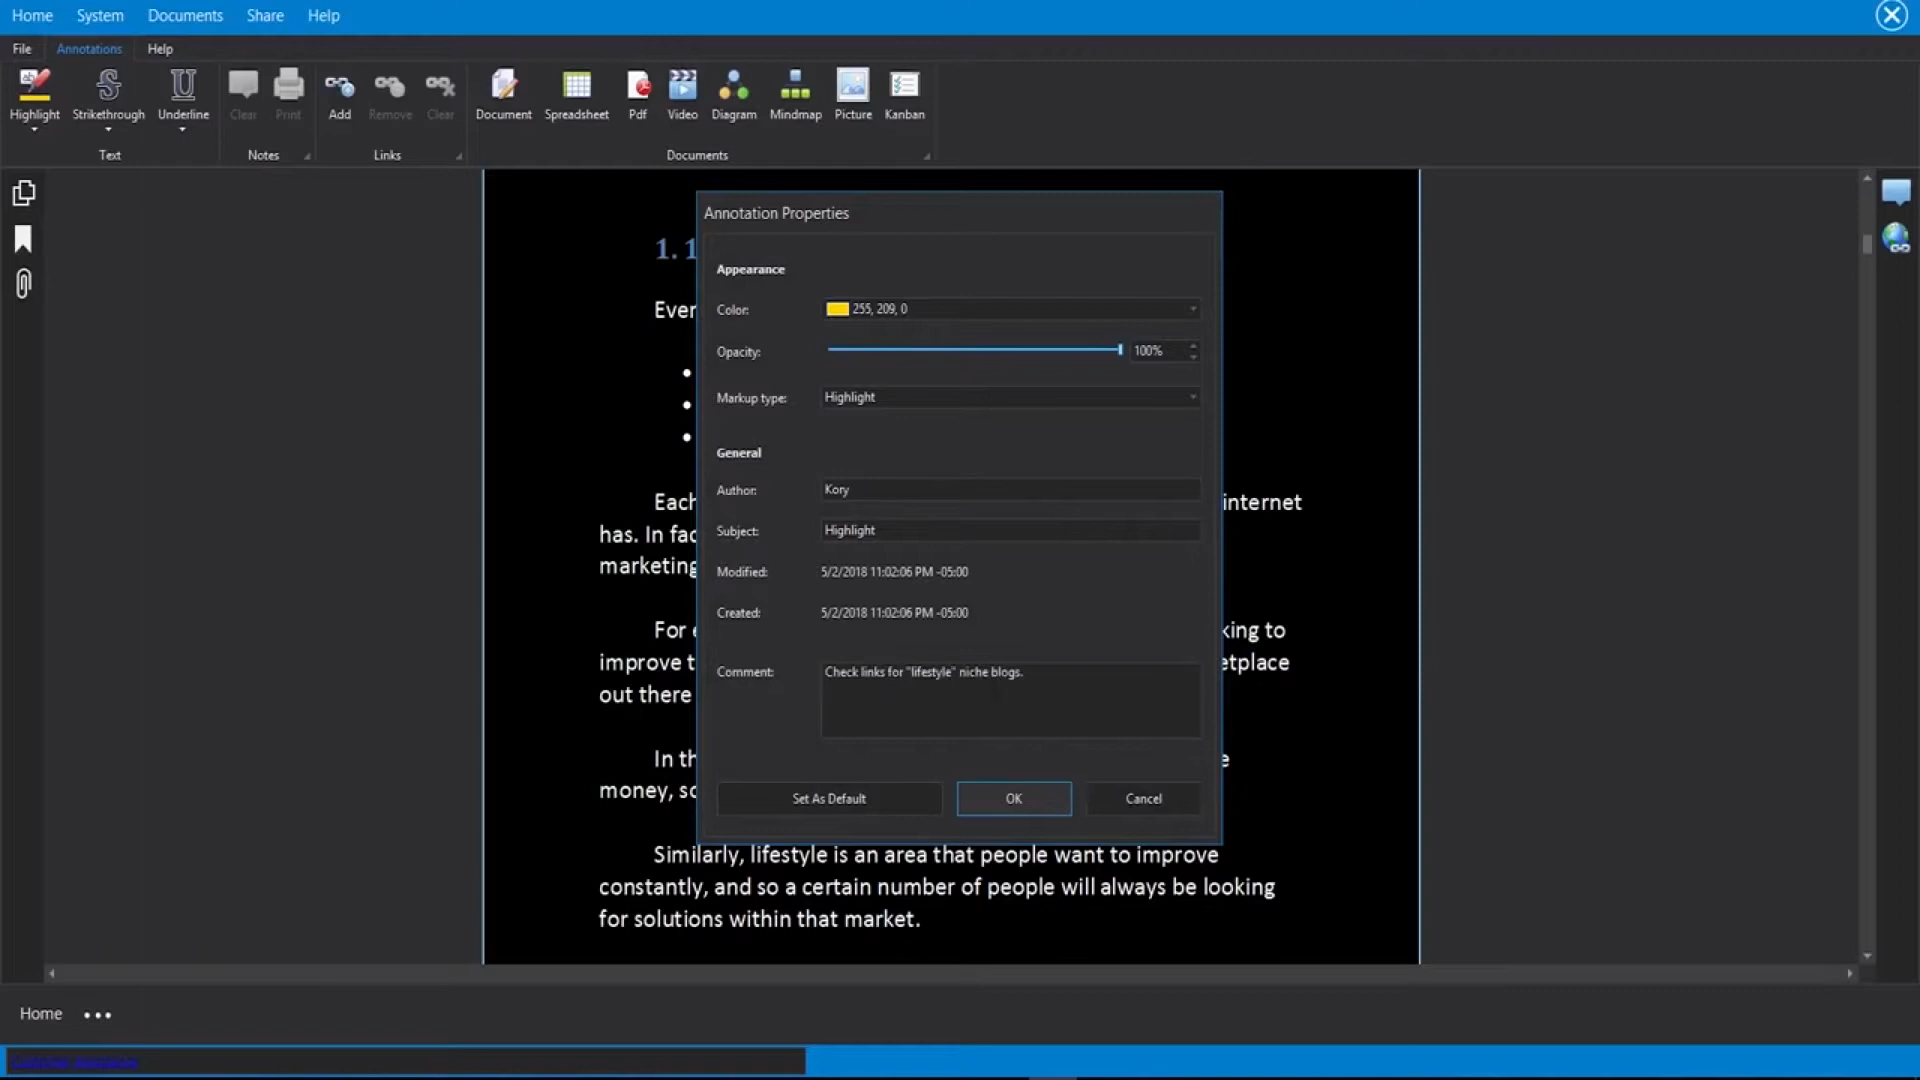 Home System Documents Share Help
File Annotations Help
Highlight Strikethrough Underline Clear Print Add Remove Clear Document Spreadsheet Pdf Video Diagram Mindmap Picture Kanban
Text Notes Links Documents
Annotation Properties
1. 1
Appearance
Ever
Color: 255, 209, 0
Opacity: 100%
Markup type: Highlight
General
Author: Kory
Each internet
Subject: Highlight
has. In fac
marketing
Modified: 5/2/2018 11:02:06 PM -05:00
Created: 5/2/2018 11:02:06 PM -05:00
For king to
improve t etplace
Comment: Check links for "lifestyle" niche blogs.
out there
In th e
money, so
Set As Default OK Cancel
Similarly, lifestyle is an area that people want to improve
constantly, and so a certain number of people will always be looking
for solutions within that market.
Home •••